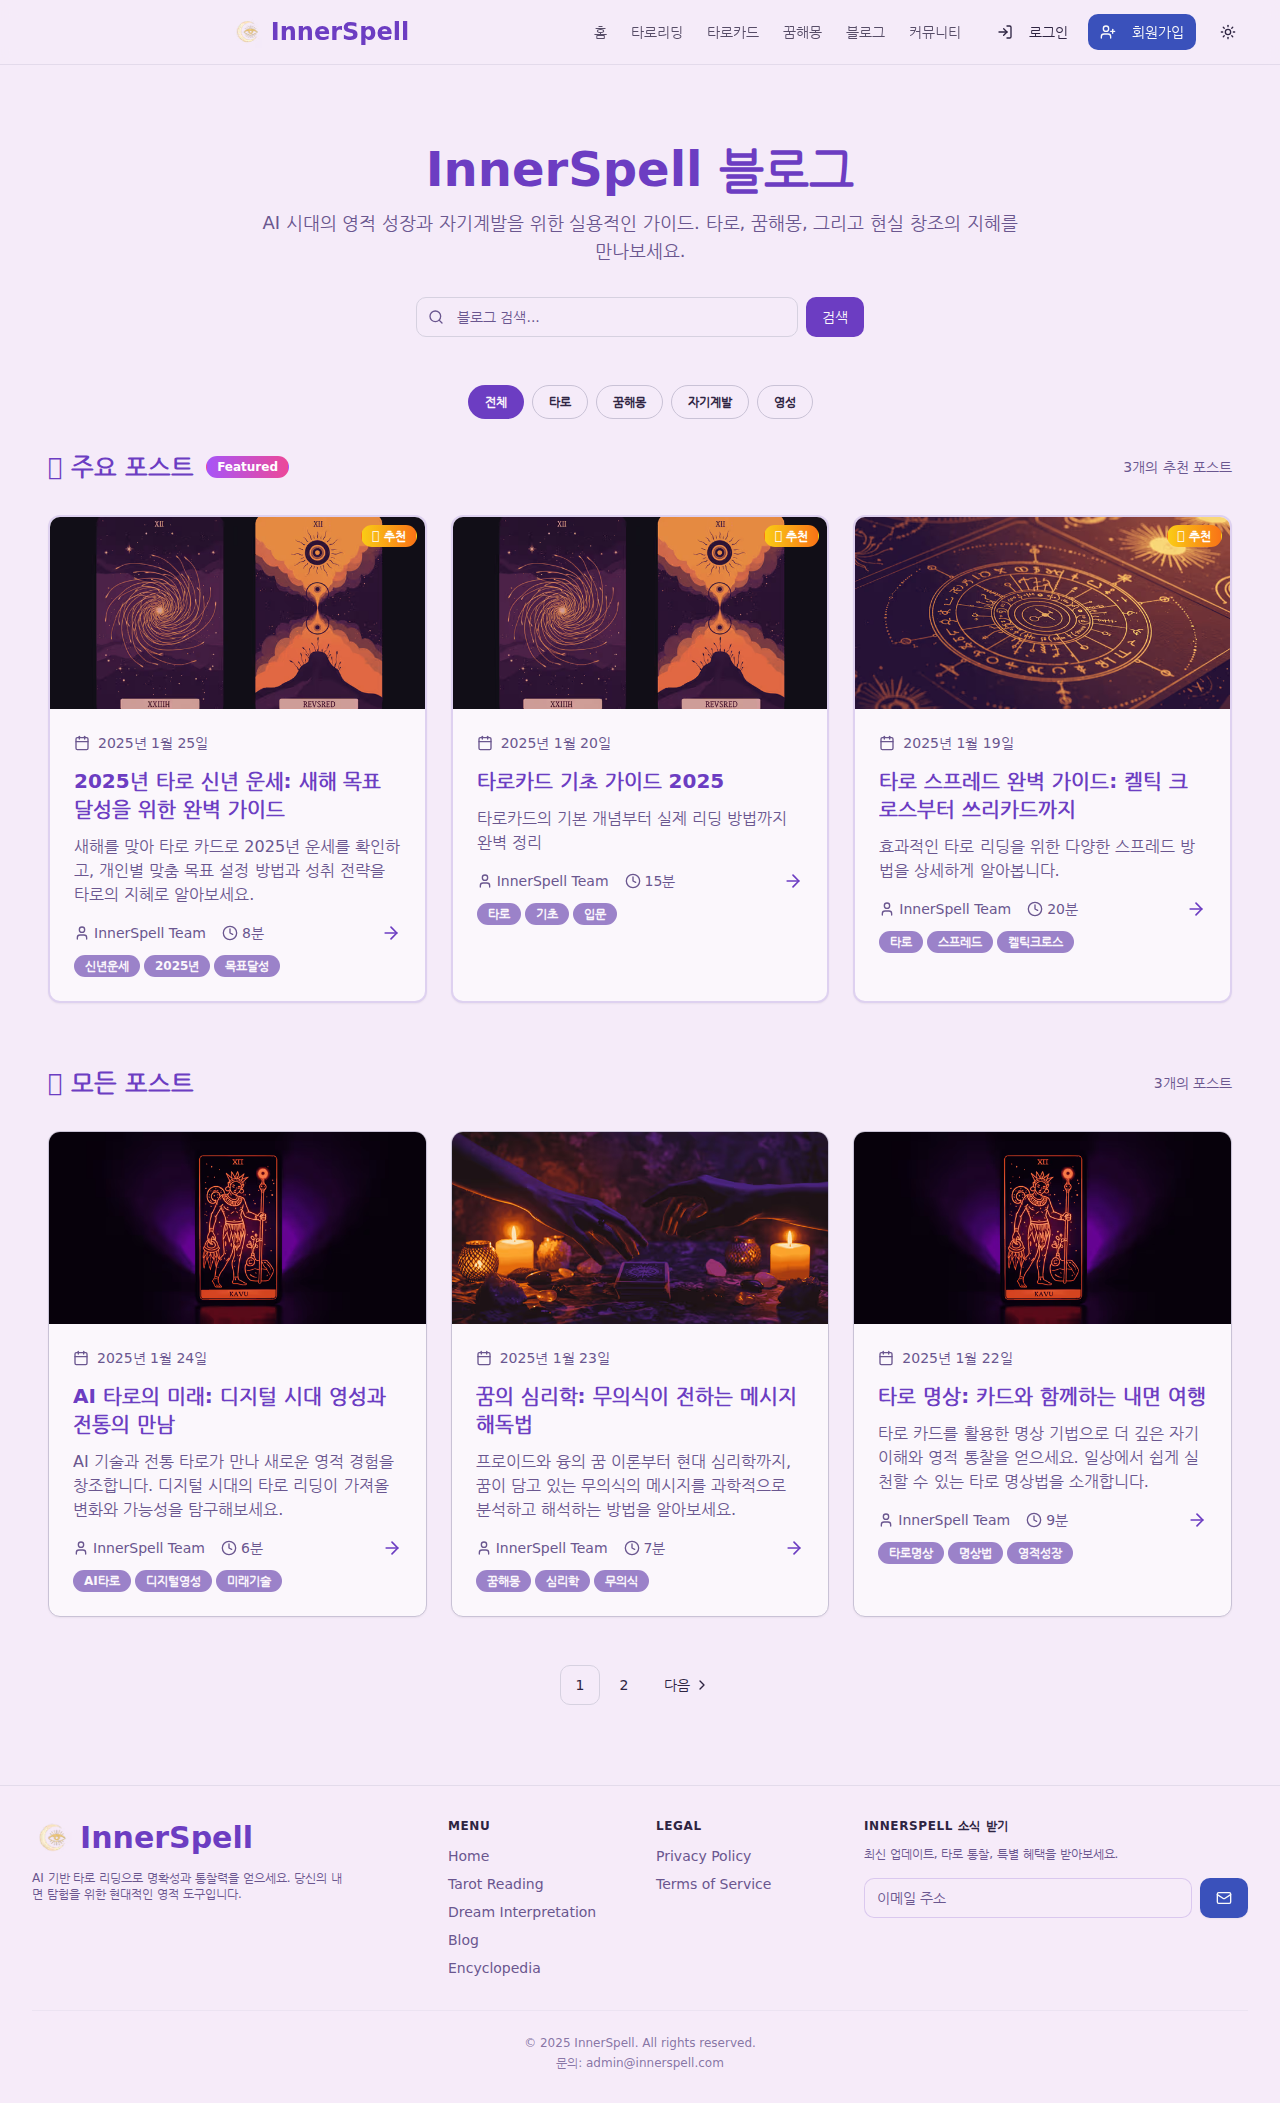 InnerSpell
홈 타로리딩 타로카드 꿈해몽 블로그 커뮤니티 로그인 회원가입
InnerSpell 블로그
AI 시대의 영적 성장과 자기계발을 위한 실용적인 가이드. 타로, 꿈해몽, 그리고 현실 창조의 지혜를
만나보세요.
블로그 검색...
검색
전체 타로 꿈해몽 자기계발 영성
주요 포스트 Featured
3개의 추천 포스트
XII XII
추천
XXIIIH REVSRED
2025년 1월 25일
2025년 타로 신년 운세: 새해 목표
달성을 위한 완벽 가이드
새해를 맞아 타로 카드로 2025년 운세를 확인하
고, 개인별 맞춤 목표 설정 방법과 성취 전략을
타로의 지혜로 알아보세요.
InnerSpell Team 8분
신년운세 2025년 목표달성
XII XII
추천
XXIIIH REVSRED
2025년 1월 20일
타로카드 기초 가이드 2025
타로카드의 기본 개념부터 실제 리딩 방법까지
완벽 정리
InnerSpell Team 15분
타로 기초 입문
추천
2025년 1월 19일
타로 스프레드 완벽 가이드: 켈틱 크
로스부터 쓰리카드까지
효과적인 타로 리딩을 위한 다양한 스프레드 방
법을 상세하게 알아봅니다.
InnerSpell Team 20분
타로 스프레드 켈틱크로스
모든 포스트
3개의 포스트
XII
KAVU
2025년 1월 24일
AI 타로의 미래: 디지털 시대 영성과
전통의 만남
AI 기술과 전통 타로가 만나 새로운 영적 경험을
창조합니다. 디지털 시대의 타로 리딩이 가져올
변화와 가능성을 탐구해보세요.
InnerSpell Team 6분
AI타로 디지털영성 미래기술
2025년 1월 23일
꿈의 심리학: 무의식이 전하는 메시지
해독법
프로이드와 융의 꿈 이론부터 현대 심리학까지,
꿈이 담고 있는 무의식의 메시지를 과학적으로
분석하고 해석하는 방법을 알아보세요.
InnerSpell Team 7분
꿈해몽 심리학 무의식
XII
KAVU
2025년 1월 22일
타로 명상: 카드와 함께하는 내면 여행
타로 카드를 활용한 명상 기법으로 더 깊은 자기
이해와 영적 통찰을 얻으세요. 일상에서 쉽게 실
천할 수 있는 타로 명상법을 소개합니다.
InnerSpell Team 9분
타로명상 명상법 영적성장
1 2 다음
InnerSpell
AI 기반 타로 리딩으로 명확성과 통찰력을 얻으세요. 당신의 내
면 탐험을 위한 현대적인 영적 도구입니다.
MENU
Home
Tarot Reading
Dream Interpretation
Blog
Encyclopedia
LEGAL
Privacy Policy
Terms of Service
INNERSPELL 소식 받기
최신 업데이트, 타로 통찰, 특별 혜택을 받아보세요.
이메일 주소
© 2025 InnerSpell. All rights reserved.
문의: admin@innerspell.com